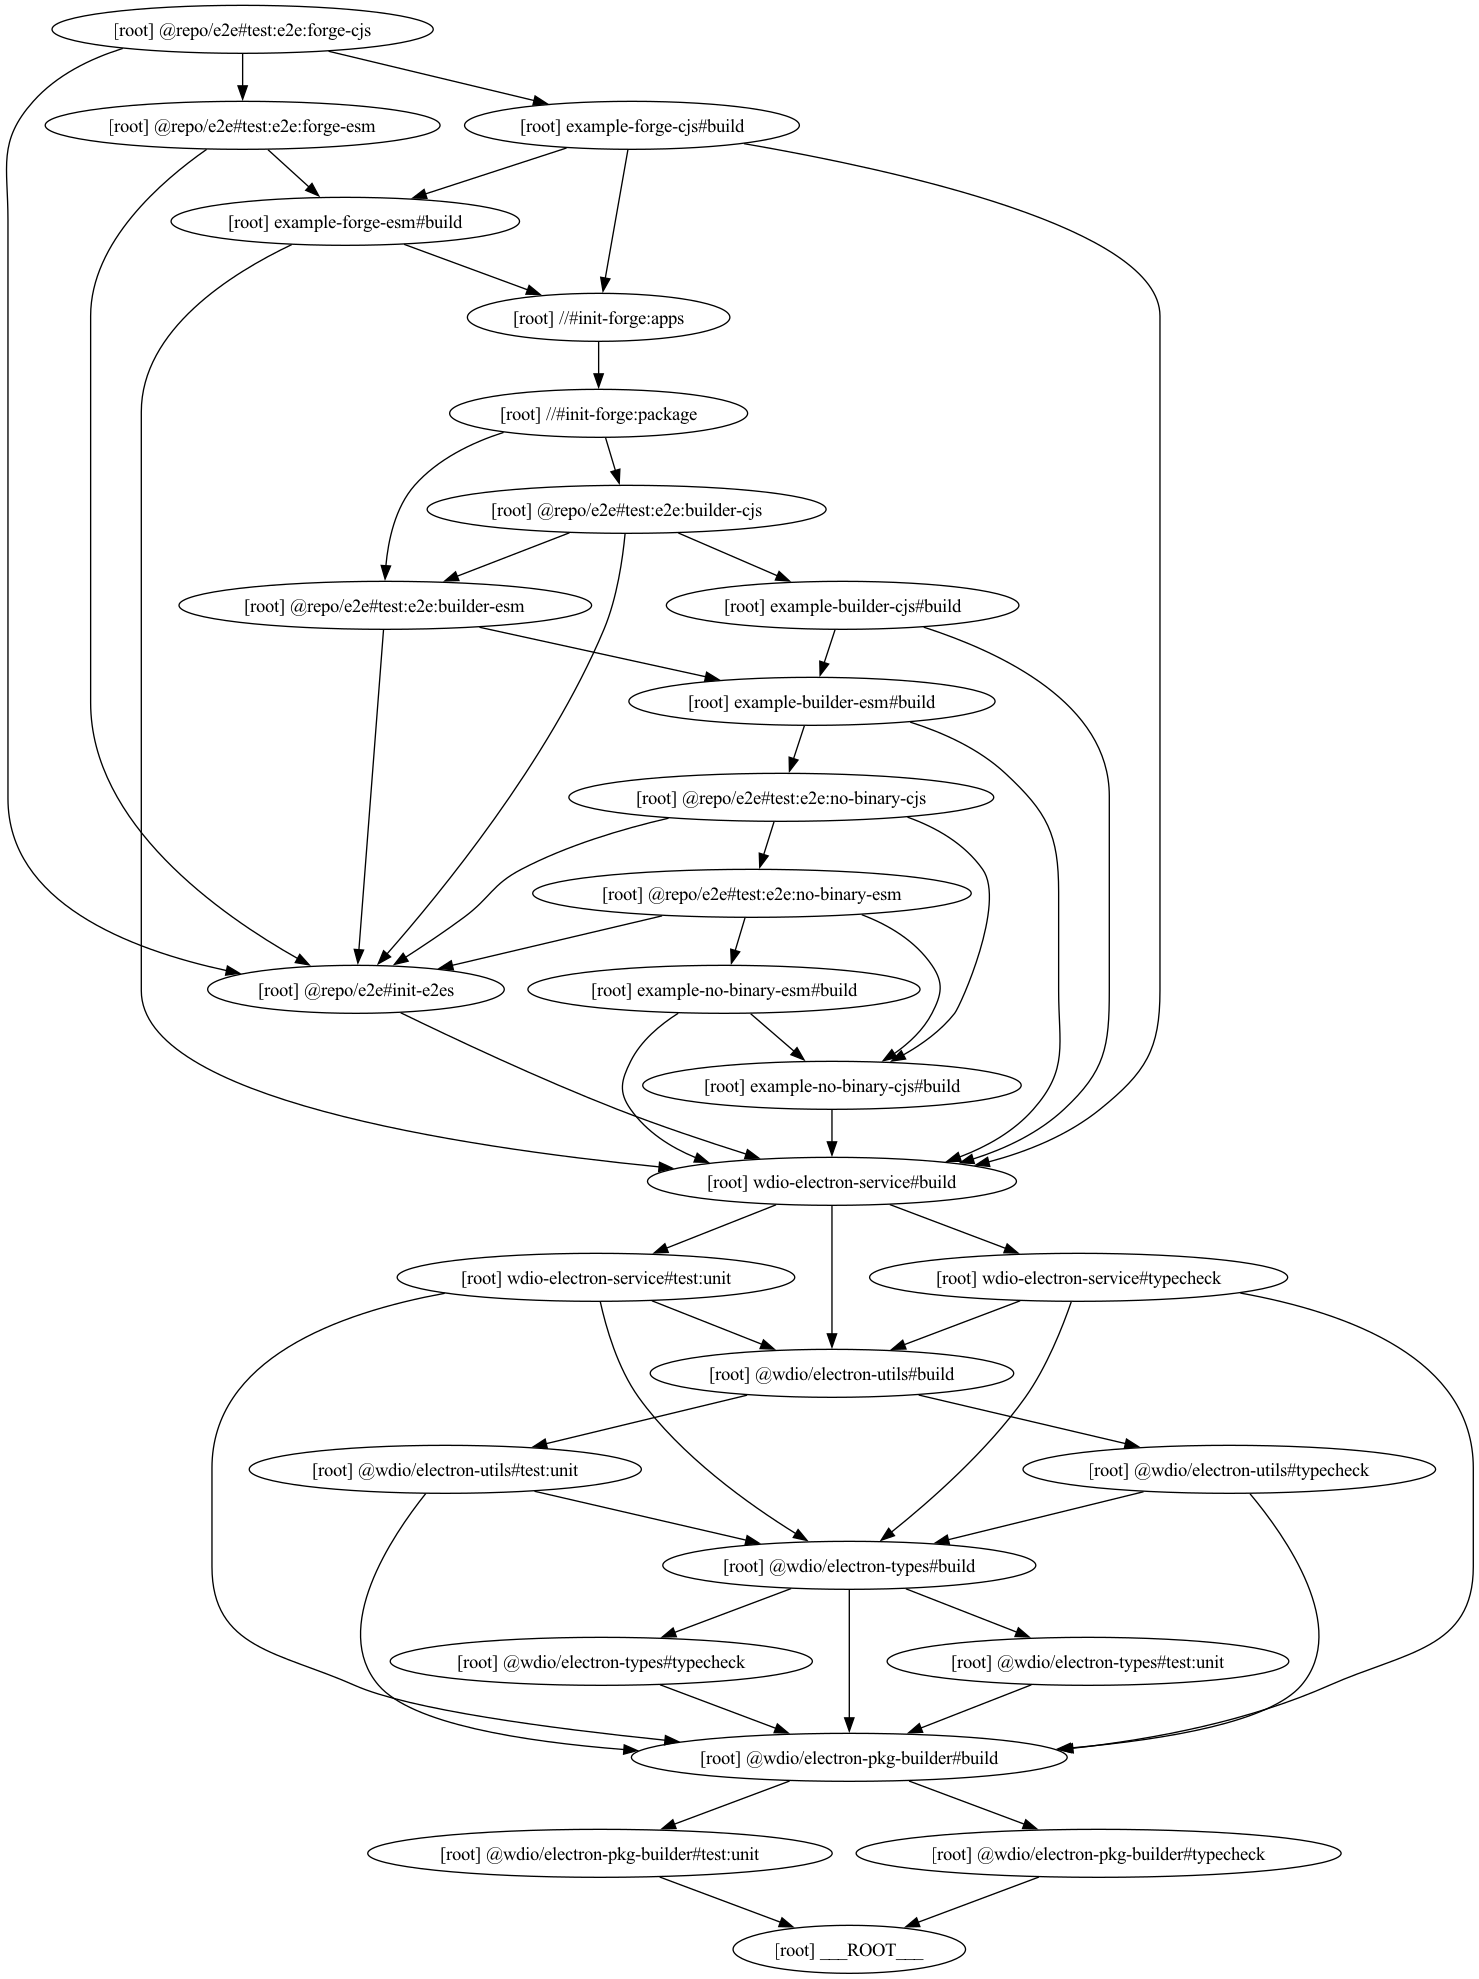 [root] @repo/e2e#test:e2e:forge-cjs
[root] @repo/e2e#test:e2e:forge-esm
[root] example-forge-cjs#build
[root] example-forge-esm#build
[root] //#init-forge:apps
[root] //#init-forge:package
[root] @repo/e2e#test:e2e:builder-cjs
[root] @repo/e2e#test:e2e:builder-esm
[root] example-builder-cjs#build
[root] example-builder-esm#build
[root] @repo/e2e#test:e2e:no-binary-cjs
[root] @repo/e2e#test:e2e:no-binary-esm
[root] @repo/e2e#init-e2es
[root] example-no-binary-esm#build
[root] example-no-binary-cjs#build
[root] wdio-electron-service#build
[root] wdio-electron-service#test:unit
[root] wdio-electron-service#typecheck
[root] @wdio/electron-utils#build
[root] @wdio/electron-utils#test:unit
[root] @wdio/electron-utils#typecheck
[root] @wdio/electron-types#build
[root] @wdio/electron-types#typecheck
[root] @wdio/electron-types#test:unit
[root] @wdio/electron-pkg-builder#build
[root] @wdio/electron-pkg-builder#test:unit
[root] @wdio/electron-pkg-builder#typecheck
[root] ___ROOT___